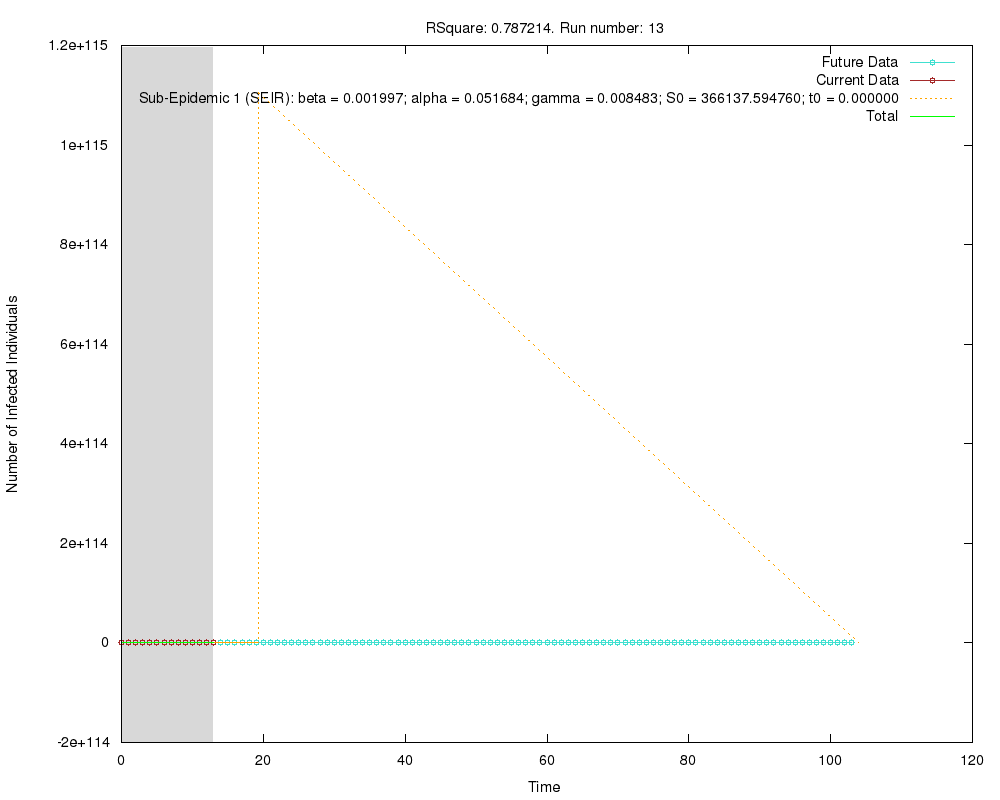 RSquare: 0.787214. Run number: 13
1.2e+115
1e+115
8e+114
6e+114
4e+114
2e+114
0
-2e+114
Number of Infected Individuals
Future Data
Current Data
Sub-Epidemic 1 (SEIR): beta = 0.001997; alpha = 0.051684; gamma = 0.008483; S0 = 366137.594760; t0 = 0.000000
Total
0 20 40 60 80 100 120
Time